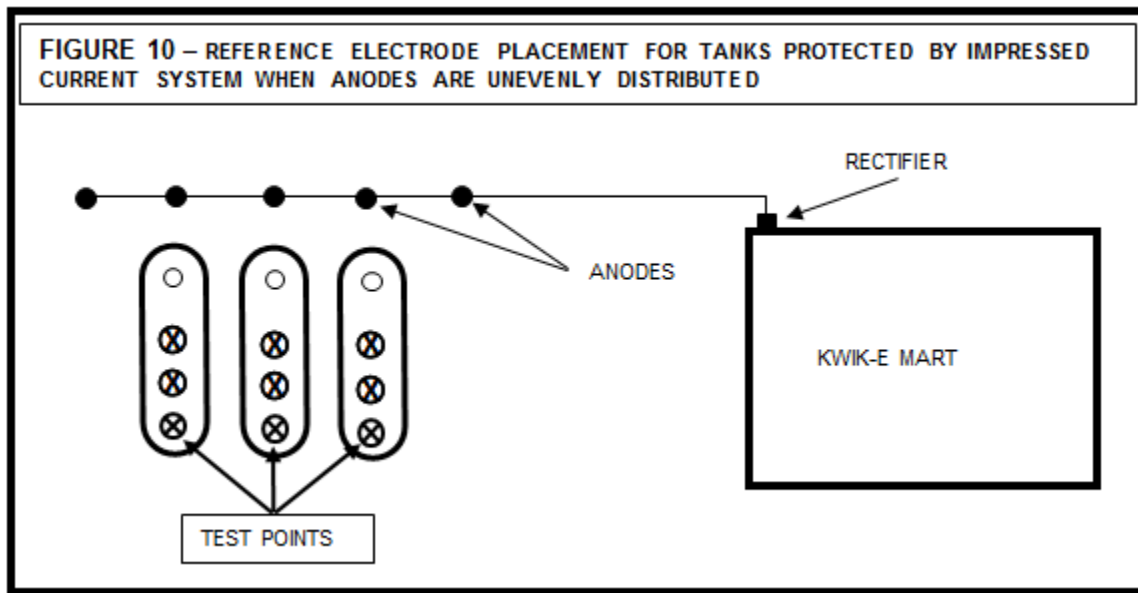 FIGURE 10 – REFERENCE ELECTRODE PLACEMENT FOR TANKS PROTECTED BY IMPRESSED
CURRENT SYSTEM WHEN ANODES ARE UNEVENLY DISTRIBUTED
RECTIFIER
ANODES
KWIK-E MART
TEST POINTS